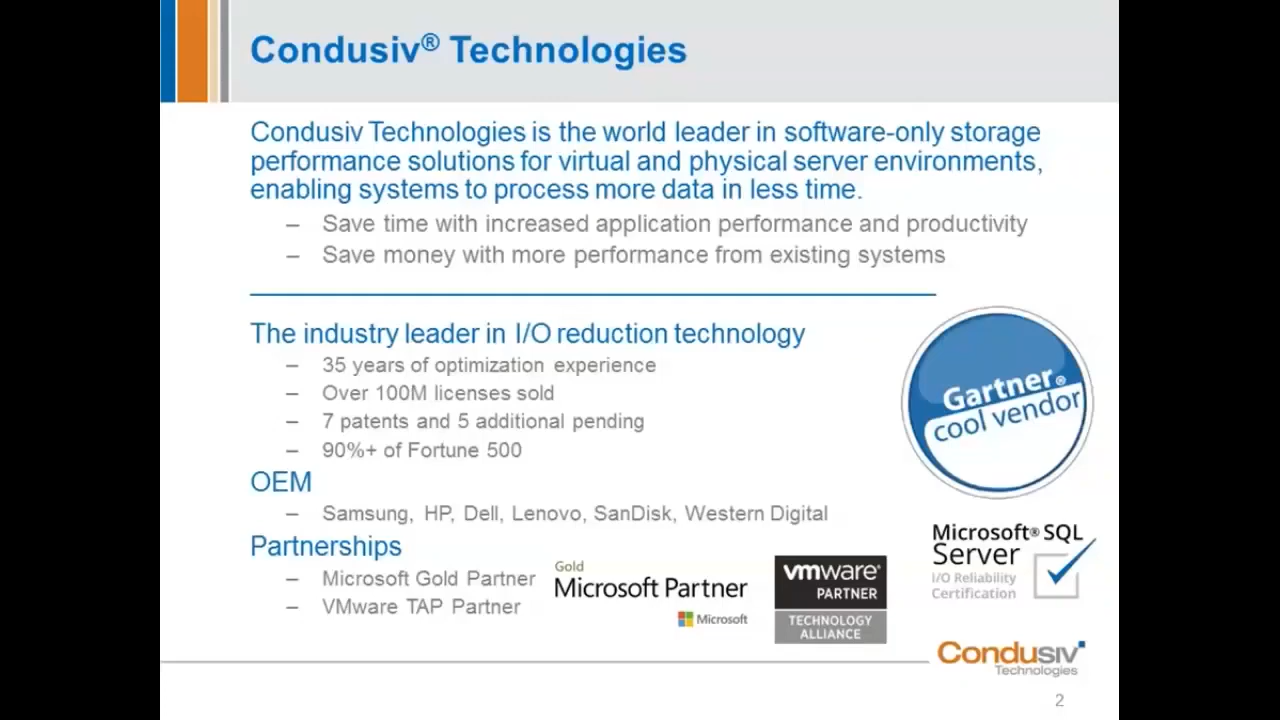 Condusiv® Technologies
Condusiv Technologies is the world leader in software-only storage
performance solutions for virtual and physical server environments,
enabling systems to process more data in less time.
– Save time with increased application performance and productivity
– Save money with more performance from existing systems
The industry leader in I/O reduction technology
– 35 years of optimization experience
– Over 100M licenses sold
– 7 patents and 5 additional pending
– 90%+ of Fortune 500
Gartner®
cool vendor
OEM
– Samsung, HP, Dell, Lenovo, SanDisk, Western Digital
Partnerships
– Microsoft Gold Partner
– VMware TAP Partner
Gold
Microsoft Partner
Microsoft
vmware®
PARTNER
TECHNOLOGY
ALLIANCE
Microsoft® SQL
Server
I/O Reliability
Certification
Condusiv
Technologies
2